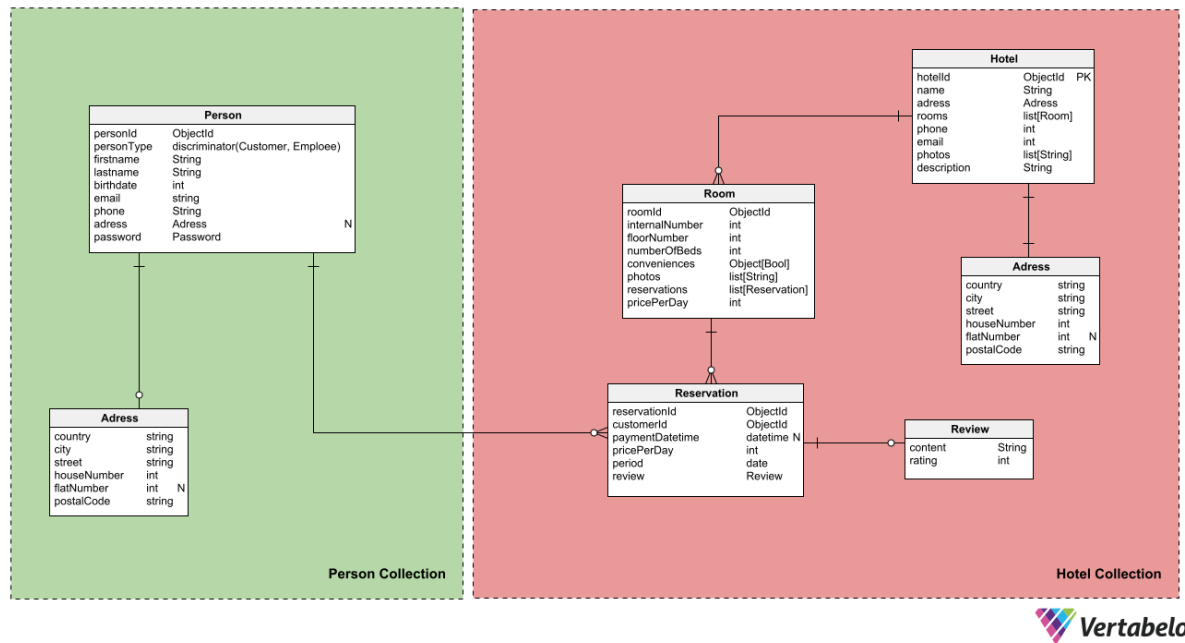 Person
personId ObjectId
personType discriminator(Customer, Emploee)
firstname String
lastname String
birthdate int
email string
phone String
adress Adress N
password Password
Adress
country string
city string
street string
houseNumber int
flatNumber int N
postalCode string
Person Collection
Hotel
hotelId ObjectId PK
name String
adress Adress
rooms list[Room]
phone int
email int
photos list[String]
description String
Room
roomId ObjectId
internalNumber int
floorNumber int
numberOfBeds int
conveniences Object[Bool]
photos list[String]
reservations list[Reservation]
pricePerDay int
Adress
country string
city string
street string
houseNumber int
flatNumber int N
postalCode string
Reservation
reservationId ObjectId
customerId ObjectId
paymentDatetime datetime N
pricePerDay int
period date
review Review
Review
content String
rating int
Hotel Collection
Vertabelo